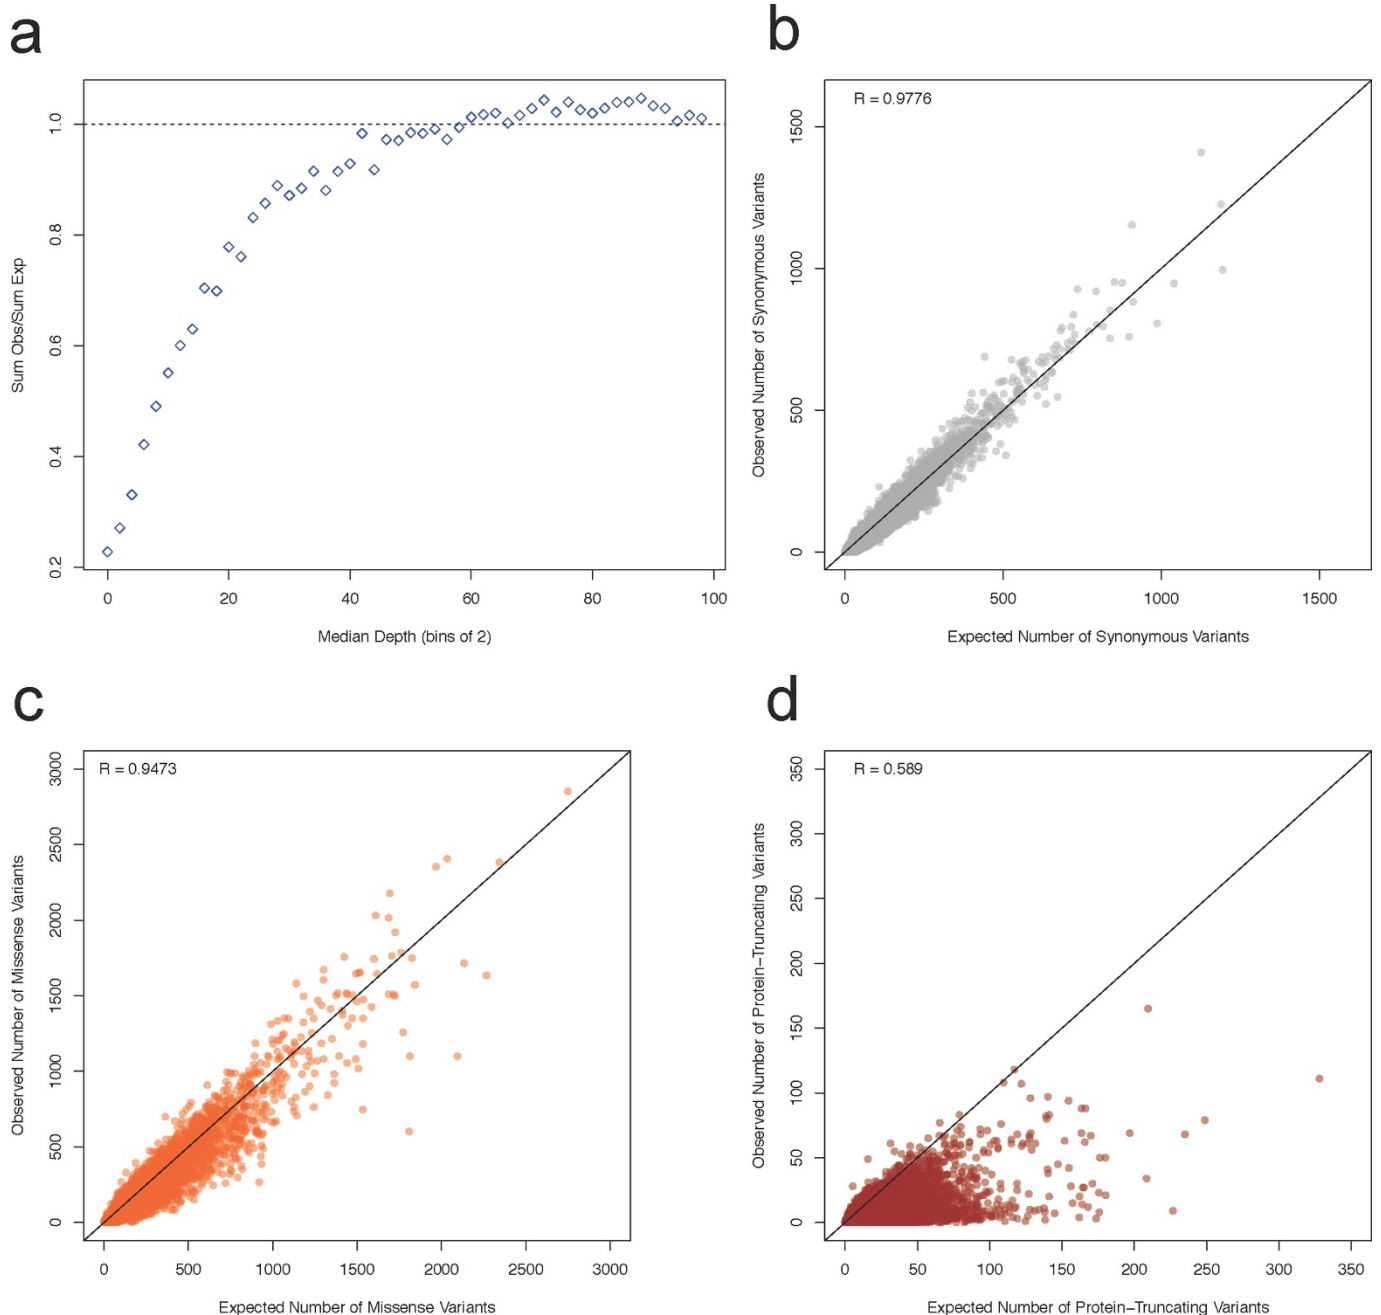 a
Sum Obs/Sum Exp
1.0
0.8
0.6
0.4
0.2
0 20 40 60 80 100
Median Depth (bins of 2)
b
R = 0.9776
Observed Number of Synonymous Variants
1500
1000
500
0
0 500 1000 1500
Expected Number of Synonymous Variants
c
R = 0.9473
Observed Number of Missense Variants
3000
2500
2000
1500
1000
500
0
0 500 1000 1500 2000 2500 3000
Expected Number of Missense Variants
d
R = 0.589
Observed Number of Protein−Truncating Variants
350
300
250
200
150
100
50
0
0 50 100 150 200 250 300 350
Expected Number of Protein−Truncating Variants